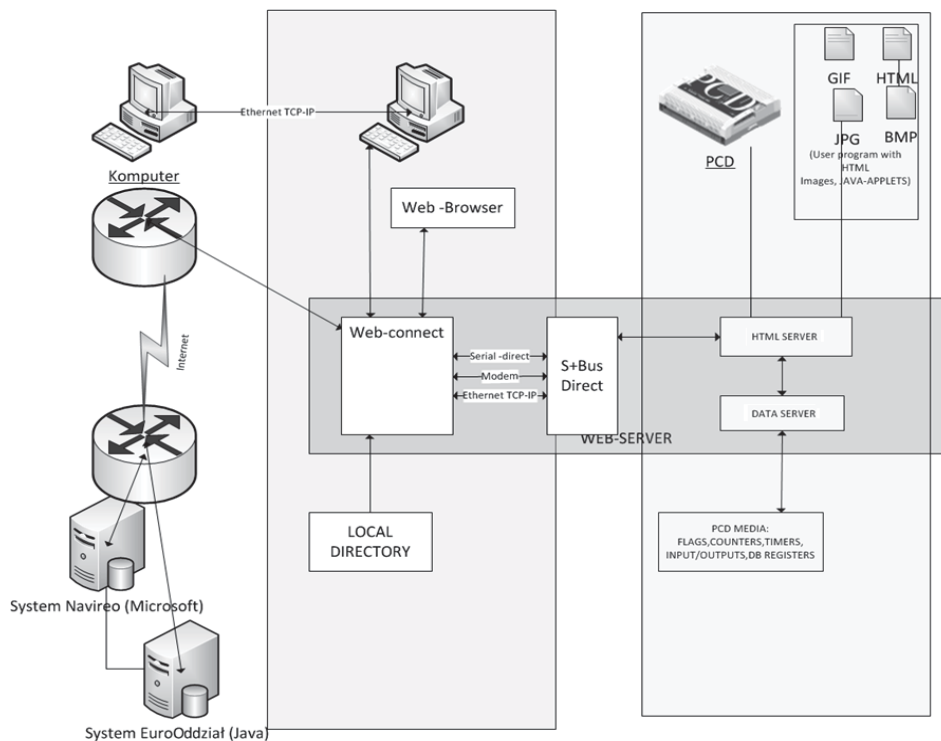 GIF
HTML
JPG
BMP
(User program with
HTML
Images, JAVA-APPLETS)
Ethernet TCP-IP
PCD
PCD
Komputer
Web -Browser
Web-connect
Serial -direct
Modem
Ethernet TCP-IP
S+Bus
Direct
HTML SERVER
DATA SERVER
WEB-SERVER
Internet
LOCAL
DIRECTORY
PCD MEDIA:
FLAGS,COUNTERS,TIMERS,
INPUT/OUTPUTS,DB REGISTERS
System Navireo (Microsoft)
System EuroOddział (Java)